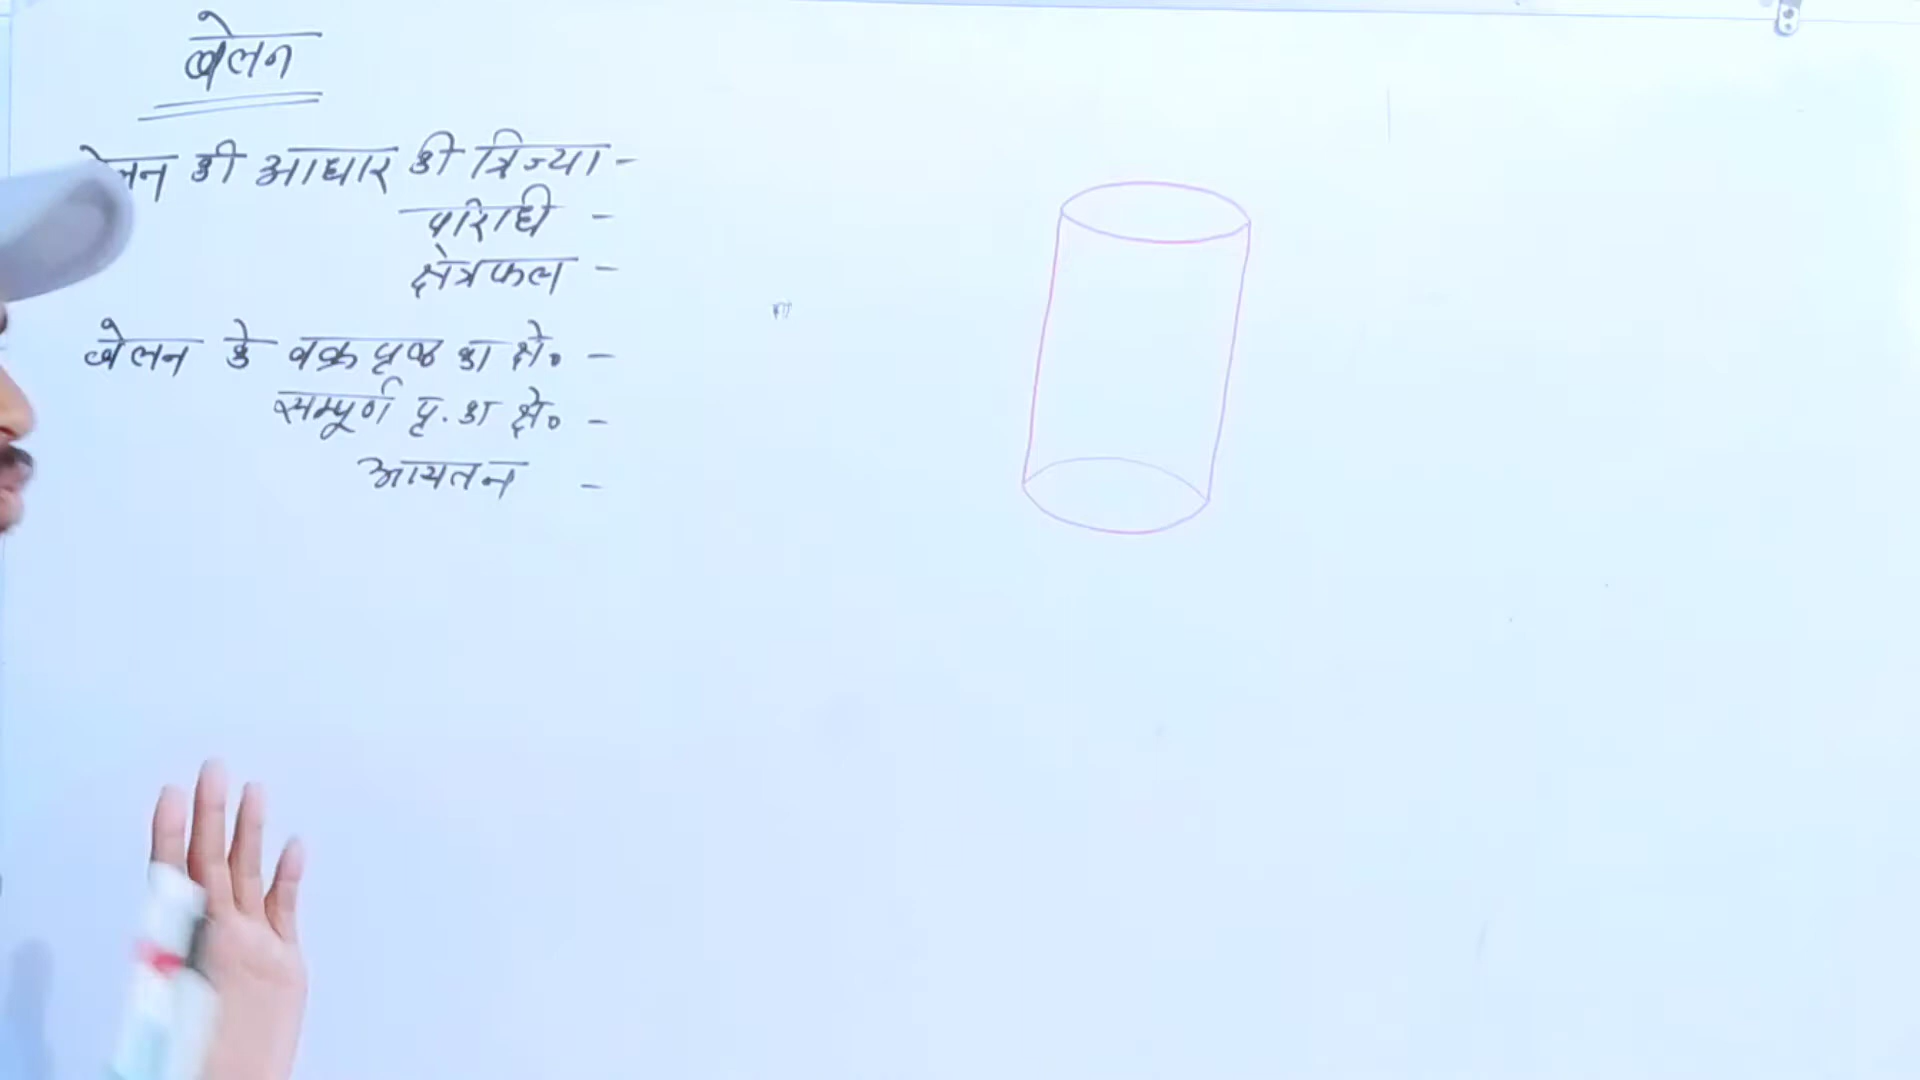 बेलन
बेलन की आधार की त्रिज्या -
परिधी -
क्षेत्रफल -
बेलन के वक्र पृष्ठ का क्षे० -
सम्पूर्ण पृ. का क्षे० -
आयतन -